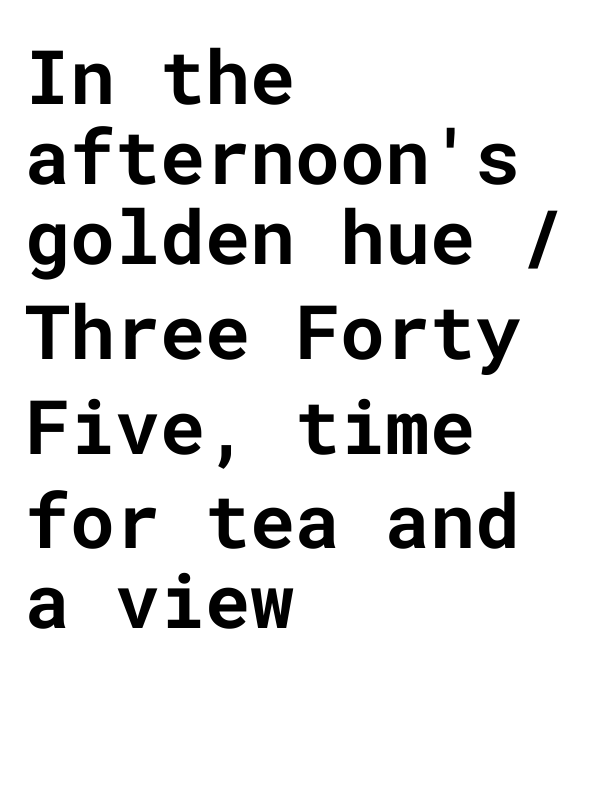 In the
afternoon's
golden hue /
Three Forty
Five, time
for tea and
a view